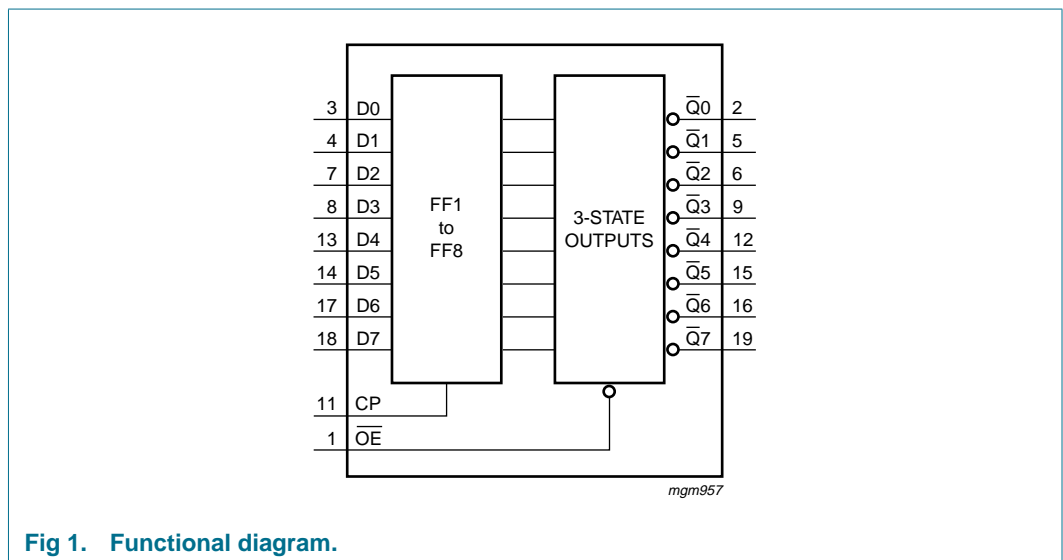 3 D0 Q̅0 2
4 D1 Q̅1 5
7 D2 Q̅2 6
8 D3 FF1 Q̅3 9
to 3-STATE
13 D4 FF8 OUTPUTS Q̅4 12
14 D5 Q̅5 15
17 D6 Q̅6 16
18 D7 Q̅7 19
11 CP
1 O̅E̅
mgm957
Fig 1. Functional diagram.